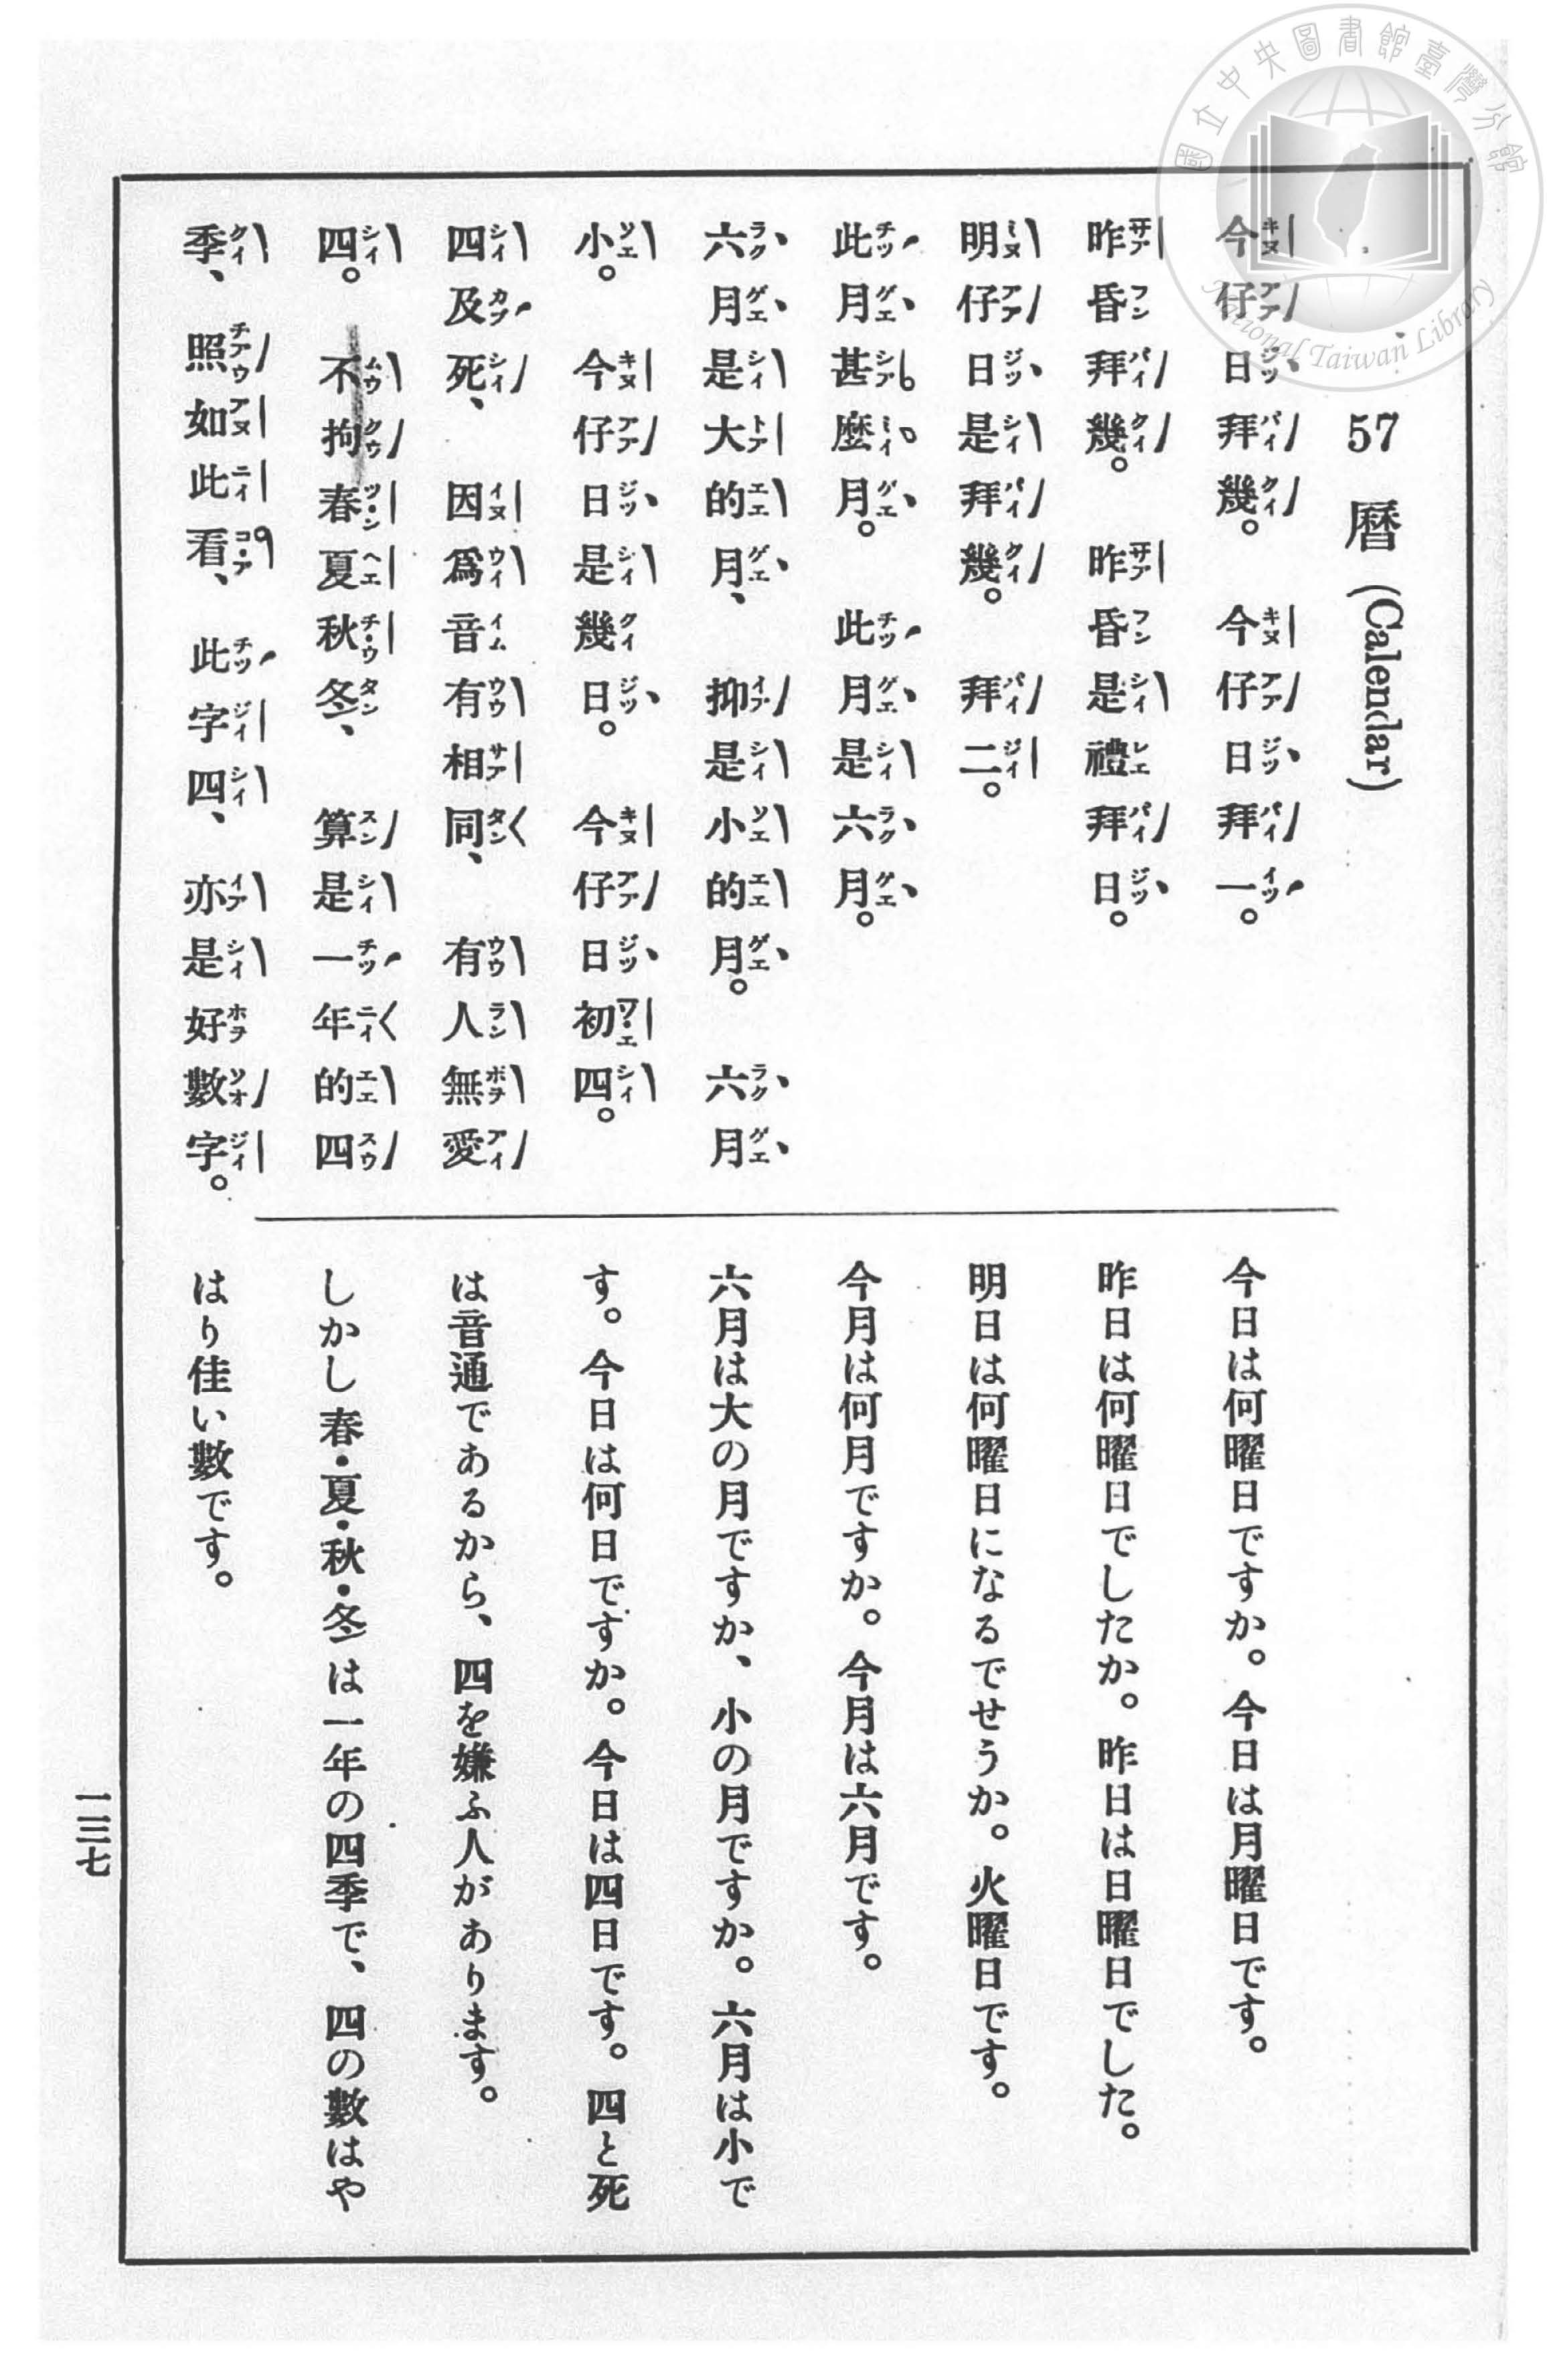 國立中央圖書館臺灣分館
National Taiwan Library
57 曆 (Calendar)
今仔日拜幾。今仔日拜一。
昨昏拜幾。昨昏是禮拜日。
明仔日是拜幾。拜二。
此月甚麼月。此月是六月。
六月是大的月、抑是小的月。六月
小。今仔日是幾日。今仔日初四。
四及死、因爲音有相同、有人無愛
四。不拘春夏秋冬、算是一年的四
季、照如此看、此字四、亦是好數字。
今日は何曜日ですか。今日は月曜日です。
昨日は何曜日でしたか。昨日は日曜日でした。
明日は何曜日になるでせうか。火曜日です。
今月は何月ですか。今月は六月です。
六月は大の月ですか、小の月ですか。六月は小で
す。今日は何日ですか。今日は四日です。四と死
は音通であるから、四を嫌ふ人があります。
しかし春・夏・秋・冬は一年の四季で、四の數はや
はり佳い數です。
一三七